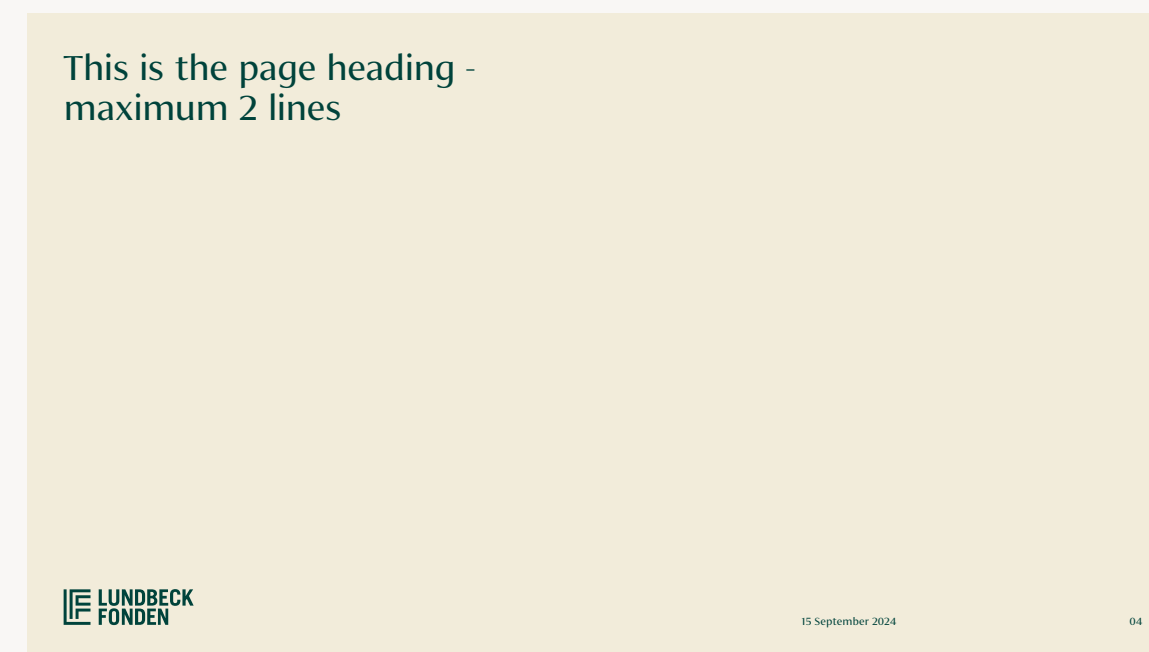 This is the page heading -
maximum 2 lines
LUNDBECK
FONDEN
15 September 2024
04